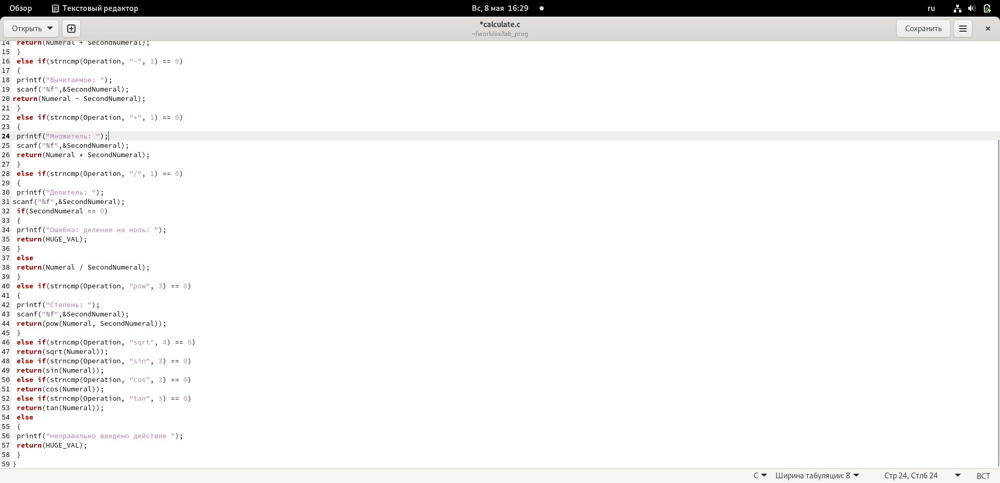 Обзор Текстовый редактор Вс, 8 мая 16:29 ru
Открыть *calculate.c Сохранить
~/work/os/lab_prog
14 return(Numeral + SecondNumeral);
15 }
16 else if(strncmp(Operation, "-", 1) == 0)
17 {
18 printf("Вычитаемое: ");
19 scanf("%f",&SecondNumeral);
20 return(Numeral - SecondNumeral);
21 }
22 else if(strncmp(Operation, "*", 1) == 0)
23 {
24 printf("Множитель: ");
25 scanf("%f",&SecondNumeral);
26 return(Numeral * SecondNumeral);
27 }
28 else if(strncmp(Operation, "/", 1) == 0)
29 {
30 printf("Делитель: ");
31 scanf("%f",&SecondNumeral);
32 if(SecondNumeral == 0)
33 {
34 printf("Ошибка: деление на ноль! ");
35 return(HUGE_VAL);
36 }
37 else
38 return(Numeral / SecondNumeral);
39 }
40 else if(strncmp(Operation, "pow", 3) == 0)
41 {
42 printf("Степень: ");
43 scanf("%f",&SecondNumeral);
44 return(pow(Numeral, SecondNumeral));
45 }
46 else if(strncmp(Operation, "sqrt", 4) == 0)
47 return(sqrt(Numeral));
48 else if(strncmp(Operation, "sin", 3) == 0)
49 return(sin(Numeral));
50 else if(strncmp(Operation, "cos", 3) == 0)
51 return(cos(Numeral));
52 else if(strncmp(Operation, "tan", 3) == 0)
53 return(tan(Numeral));
54 else
55 {
56 printf("Неправильно введено действие ");
57 return(HUGE_VAL);
58 }
59 }
C Ширина табуляции: 8 Стр 24, Стлб 24 ВСТ